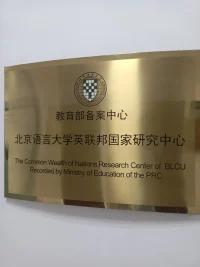 教育部备案中心
北京语言大学英联邦国家研究中心
The Common Wealth of Nations Research Center of BLCU
Recorded by Ministry of Education of the PRC